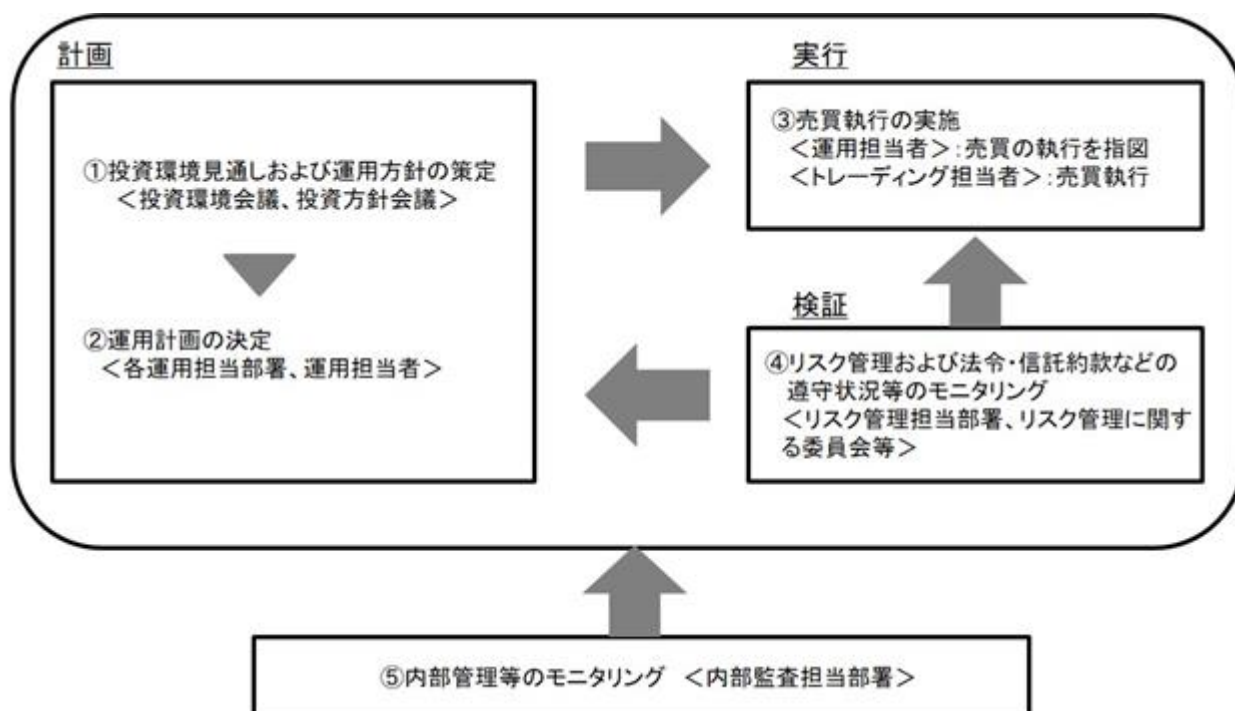 計画
①投資環境見通しおよび運用方針の策定
＜投資環境会議、投資方針会議＞
②運用計画の決定
＜各運用担当部署、運用担当者＞
実行
③売買執行の実施
＜運用担当者＞：売買の執行を指図
＜トレーディング担当者＞：売買執行
検証
④リスク管理および法令・信託約款などの
遵守状況等のモニタリング
＜リスク管理担当部署、リスク管理に関す
る委員会等＞
⑤内部管理等のモニタリング ＜内部監査担当部署＞